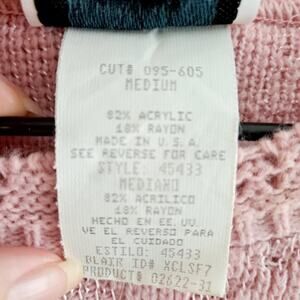 CUT# 095-605
MEDIUM
82% ACRYLIC
18% RAYON
MADE IN U.S.A.
SEE REVERSE FOR CARE
STYLE: 45433
MEDIANO
82% ACRILICO
18% RAYON
HECHO EN EE.UU.
VE EL REVERSO PARA
EL CUIDADO
ESTILO: 45433
BLAIR ID# XCLSF7
PRODUCT# 02622-31